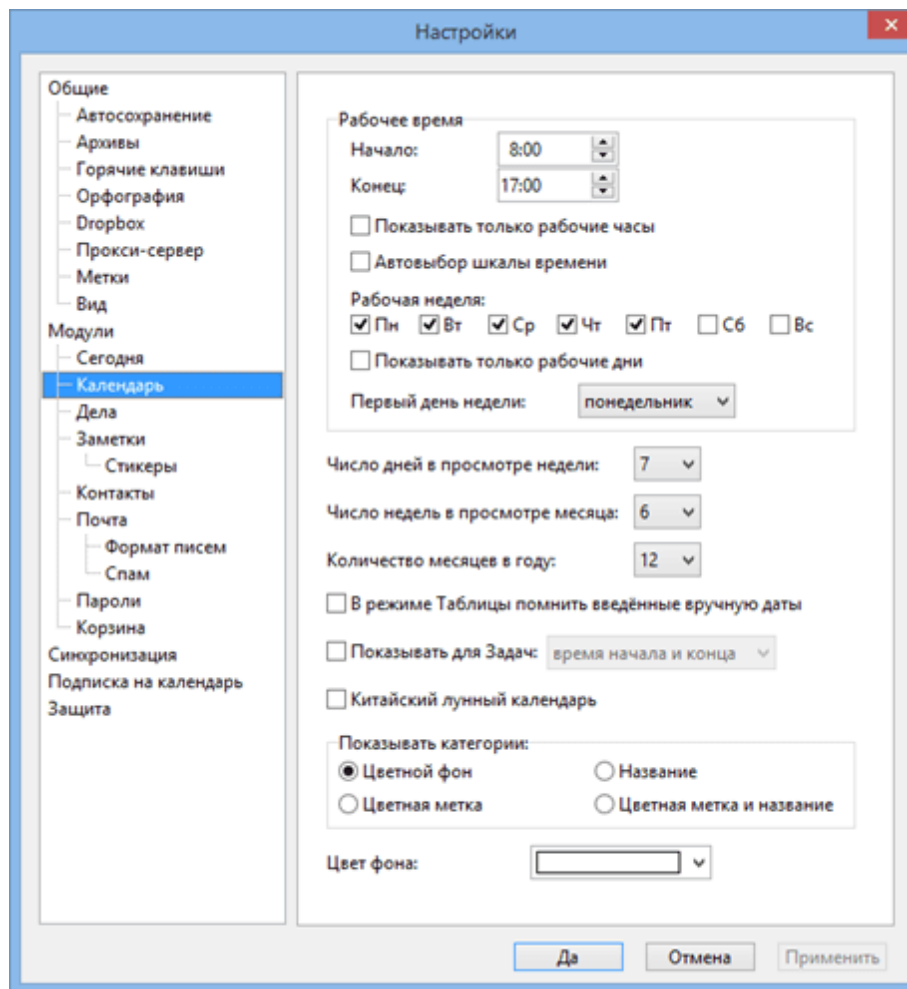 Настройки
Общие
Автосохранение
Архивы
Горячие клавиши
Орфография
Dropbox
Прокси-сервер
Метки
Вид
Модули
Сегодня
Календарь
Дела
Заметки
Стикеры
Контакты
Почта
Формат писем
Спам
Пароли
Корзина
Синхронизация
Подписка на календарь
Защита
Рабочее время
Начало: 8:00
Конец: 17:00
Показывать только рабочие часы
Автовыбор шкалы времени
Рабочая неделя:
Пн Вт Ср Чт Пт Сб Вс
Показывать только рабочие дни
Первый день недели: понедельник
Число дней в просмотре недели: 7
Число недель в просмотре месяца: 6
Количество месяцев в году: 12
В режиме Таблицы помнить введённые вручную даты
Показывать для Задач: время начала и конца
Китайский лунный календарь
Показывать категории:
Цветной фон Название
Цветная метка Цветная метка и название
Цвет фона:
Да Отмена Применить